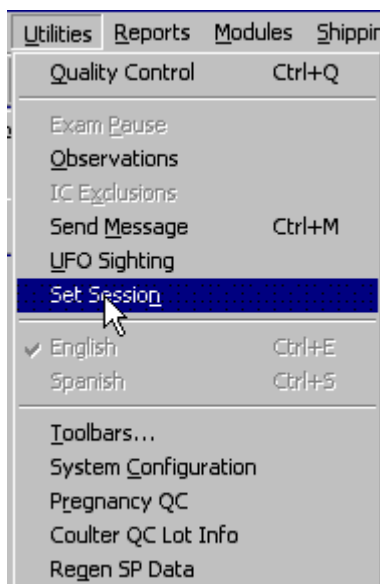 Utilities Reports Modules Shippin
Quality Control Ctrl+Q
Exam Pause
Observations
IC Exclusions
Send Message Ctrl+M
UFO Sighting
Set Session
English Ctrl+E
Spanish Ctrl+S
Toolbars...
System Configuration
Pregnancy QC
Coulter QC Lot Info
Regen SP Data